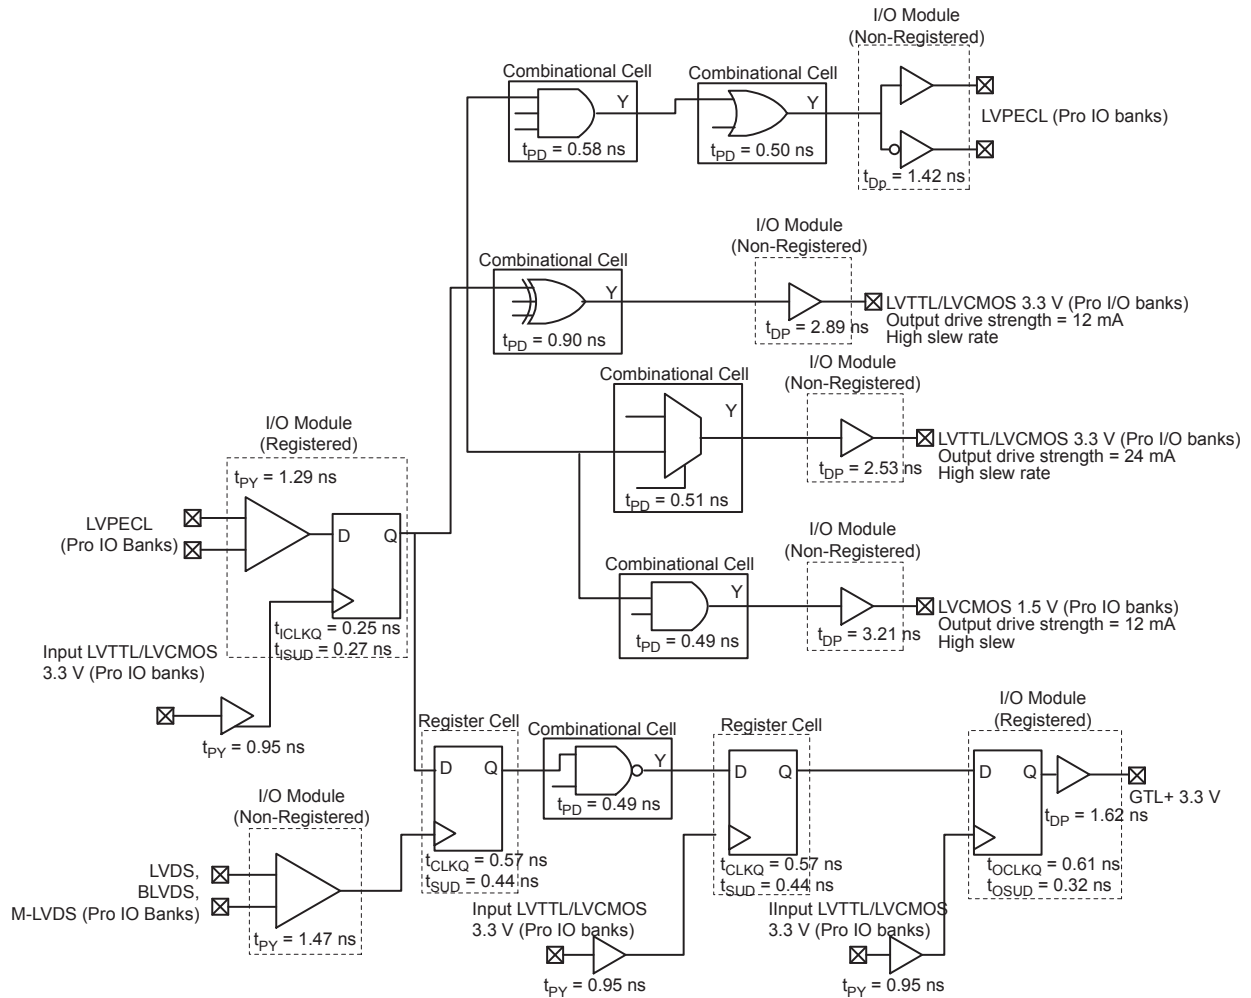 I/O Module
(Non-Registered)
Combinational Cell
Y
tPD = 0.58 ns
Combinational Cell
Y
tPD = 0.50 ns
LVPECL (Pro IO banks)
tDp = 1.42 ns
I/O Module
(Non-Registered)
Combinational Cell
Y
tPD = 0.90 ns
tDP = 2.89 ns
LVTTL/LVCMOS 3.3 V (Pro I/O banks)
Output drive strength = 12 mA
High slew rate
I/O Module
(Non-Registered)
Combinational Cell
Y
tPD = 0.51 ns
tDP = 2.53 ns
LVTTL/LVCMOS 3.3 V (Pro I/O banks)
Output drive strength = 24 mA
High slew rate
I/O Module
(Registered)
tPY = 1.29 ns
LVPECL
(Pro IO Banks)
D
Q
tICLKQ = 0.25 ns
tISUD = 0.27 ns
Input LVTTL/LVCMOS
3.3 V (Pro IO banks)
tPY = 0.95 ns
I/O Module
(Non-Registered)
Combinational Cell
Y
tPD = 0.49 ns
tDP = 3.21 ns
LVCMOS 1.5 V (Pro IO banks)
Output drive strength = 12 mA
High slew
I/O Module
(Non-Registered)
LVDS,
BLVDS,
M-LVDS (Pro IO Banks)
tPY = 1.47 ns
Register Cell
D
Q
tCLKQ = 0.57 ns
tSUD = 0.44 ns
Combinational Cell
Y
tPD = 0.49 ns
Register Cell
D
Q
tCLKQ = 0.57 ns
tSUD = 0.44 ns
Input LVTTL/LVCMOS
3.3 V (Pro IO banks)
tPY = 0.95 ns
I/O Module
(Registered)
D
Q
tDP = 1.62 ns
GTL+ 3.3 V
tOCLKQ = 0.61 ns
tOSUD = 0.32 ns
IInput LVTTL/LVCMOS
3.3 V (Pro IO banks)
tPY = 0.95 ns